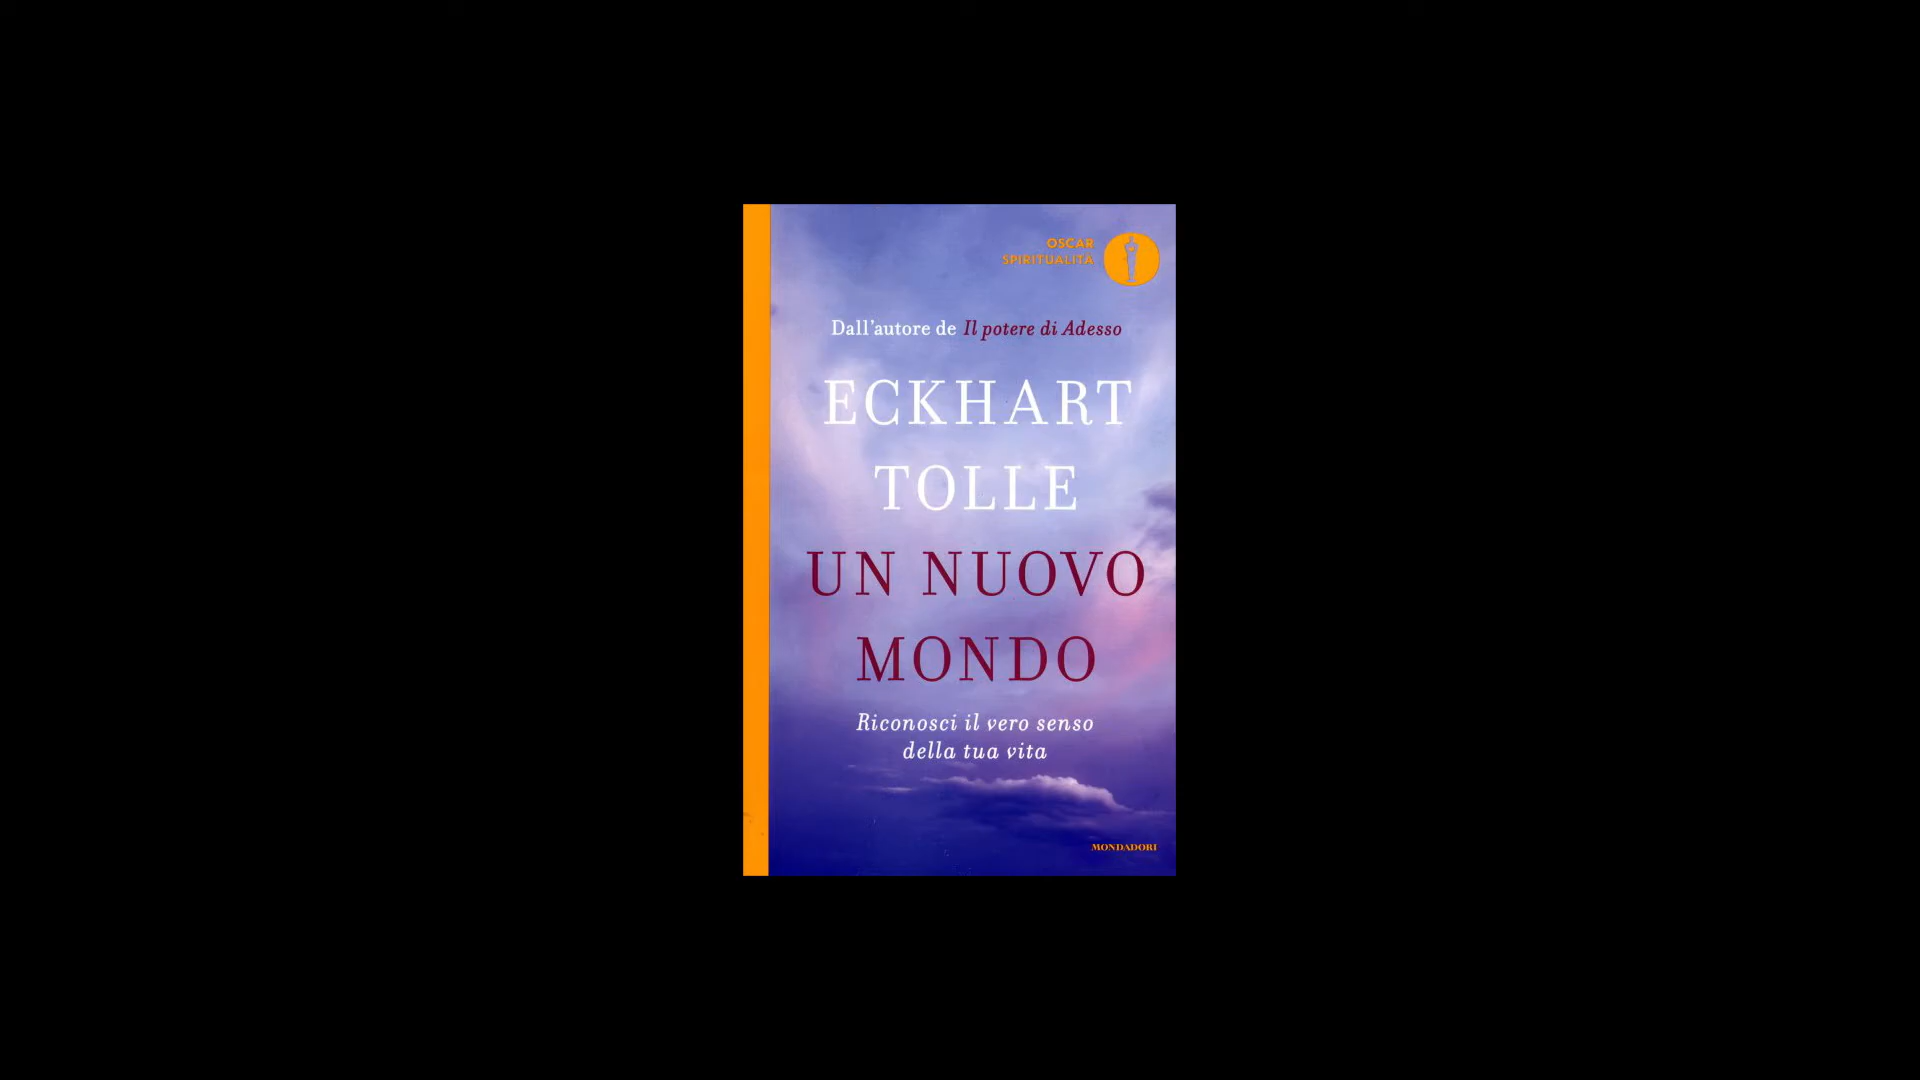 OSCAR
SPIRITUALITÀ
Dall'autore de Il potere di Adesso
ECKHART
TOLLE
UN NUOVO
MONDO
Riconosci il vero senso
della tua vita
MONDADORI